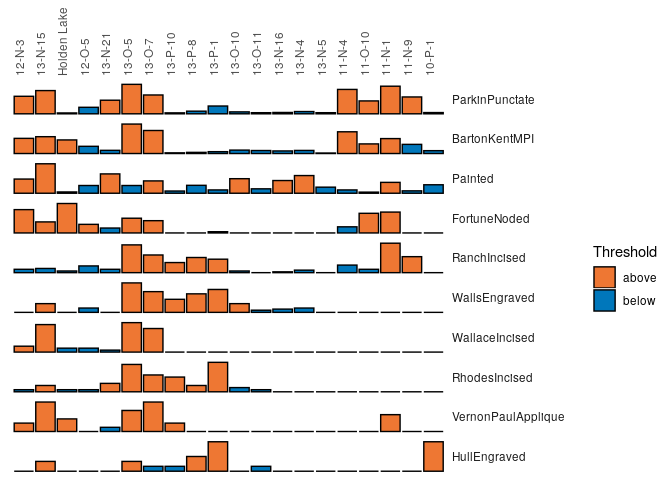 12-N-3
13-N-15
Holden Lake
12-O-5
13-N-21
13-O-5
13-O-7
13-P-10
13-P-8
13-P-1
13-O-10
13-O-11
13-N-16
13-N-4
13-N-5
11-N-4
11-O-10
11-N-1
11-N-9
10-P-1
ParkinPunctate
BartonKentMPI
Painted
FortuneNoded
RanchIncised
WallsEngraved
WallaceIncised
RhodesIncised
VernonPaulApplique
HullEngraved
Threshold
above
below